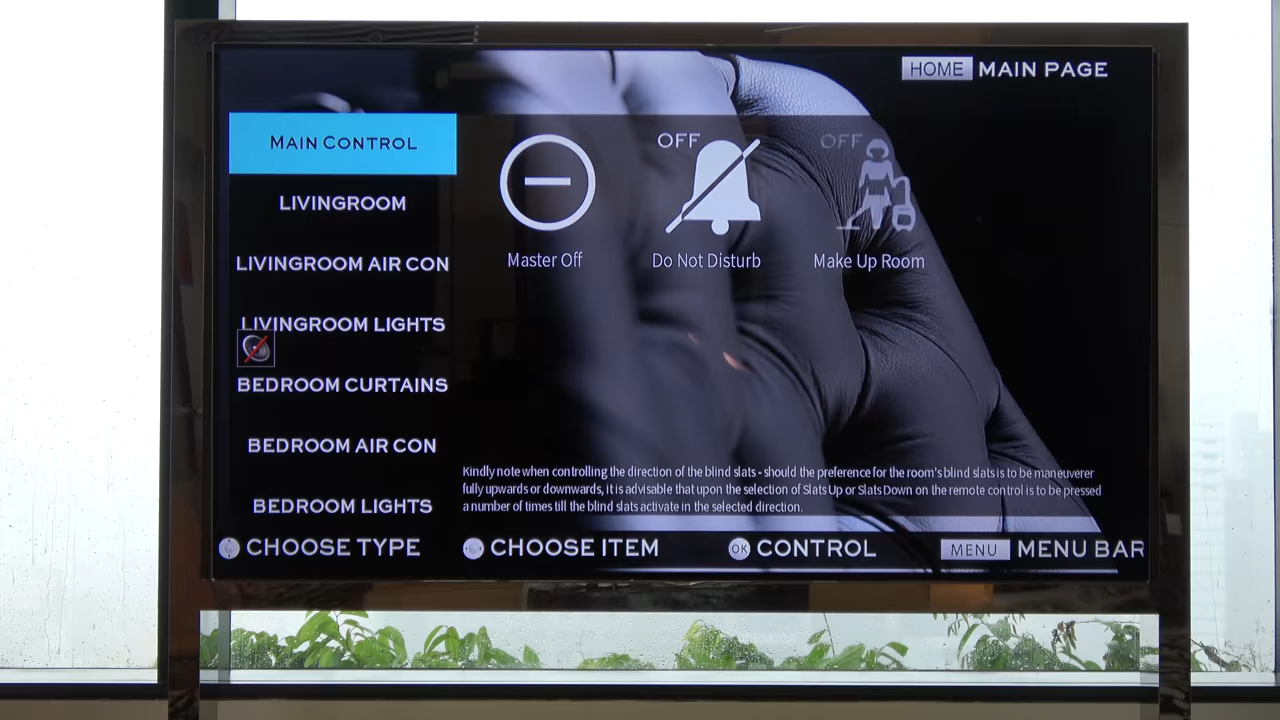 HOME MAIN PAGE
MAIN CONTROL
LIVINGROOM
LIVINGROOM AIR CON
LIVINGROOM LIGHTS
BEDROOM CURTAINS
BEDROOM AIR CON
BEDROOM LIGHTS
OFF
OFF
Master Off
Do Not Disturb
Make Up Room
Kindly note when controlling the direction of the blind slats - should the preference for the room's blind slats is to be maneuverer
fully upwards or downwards, it is advisable that upon the selection of Slats Up or Slats Down on the remote control is to be pressed
a number of times till the blind slats activate in the selected direction.
CHOOSE TYPE
CHOOSE ITEM
OK CONTROL
MENU MENU BAR